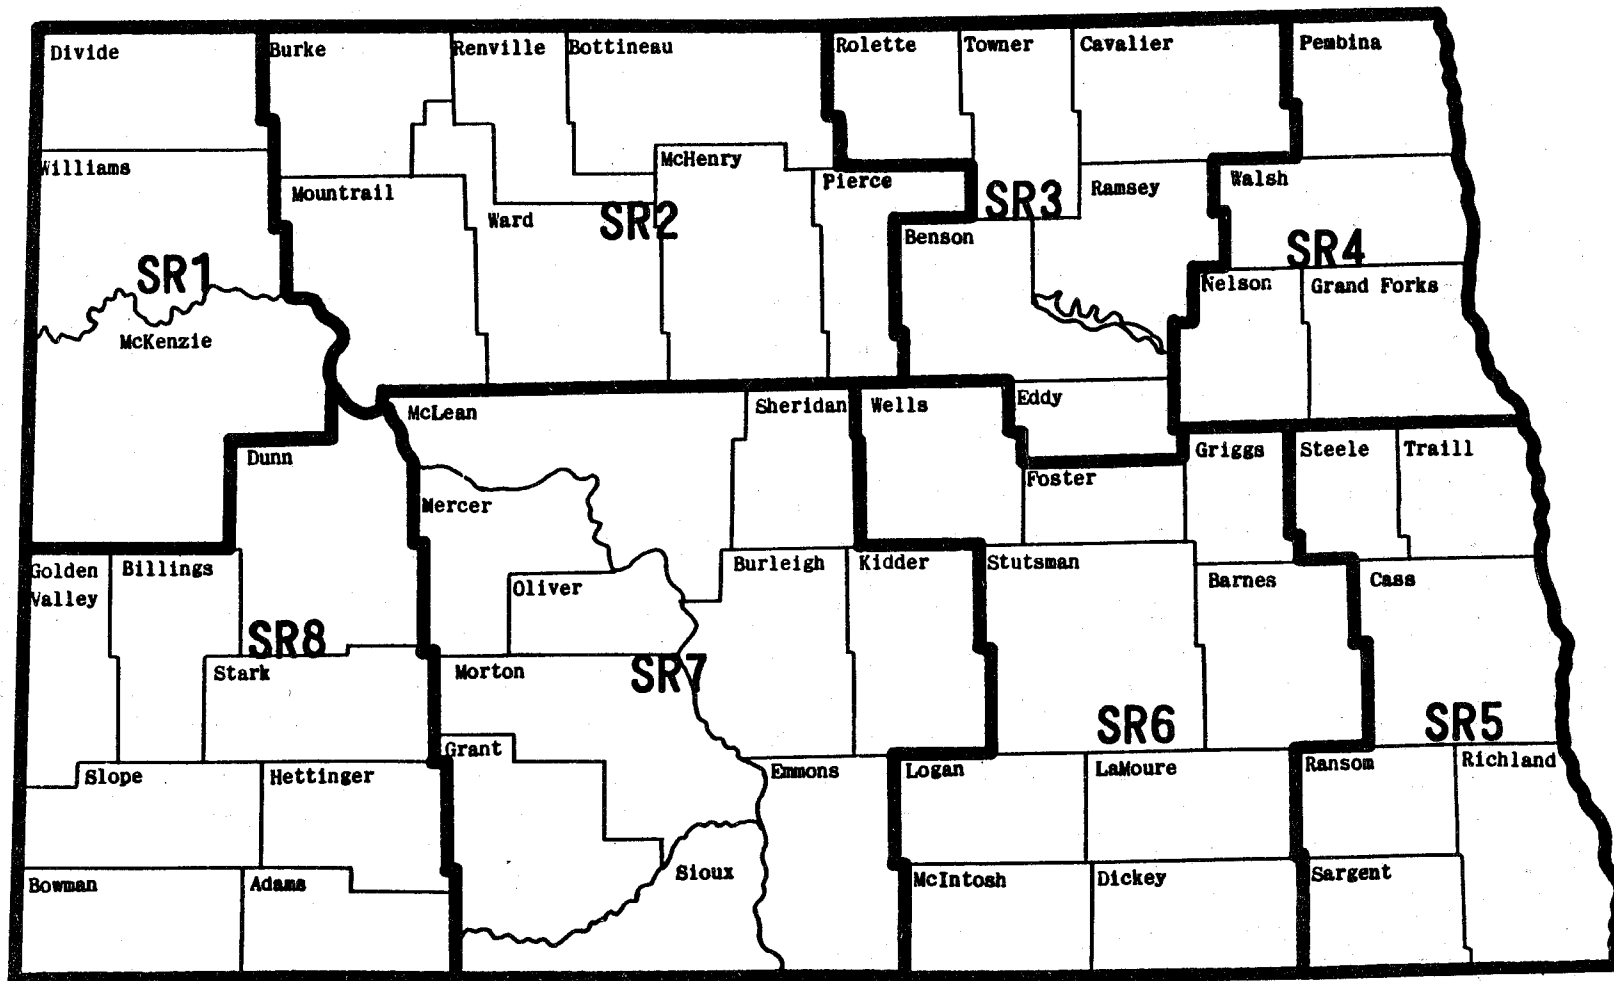 Divide
Burke
Renville
Bottineau
Rolette
Towner
Cavalier
Pembina
Williams
Mountrail
McHenry
Pierce
Ramsey
Walsh
Ward
SR2
SR3
Benson
SR4
SR1
Nelson
Grand Forks
McKenzie
McLean
Sheridan
Wells
Eddy
Dunn
Griggs
Steele
Traill
Mercer
Foster
Golden
Valley
Billings
Oliver
Burleigh
Kidder
Stutsman
Barnes
Cass
SR8
Stark
Morton
SR7
SR6
SR5
Grant
Slope
Hettinger
Emmons
Logan
LaMoure
Ransom
Richland
Bowman
Adams
Sioux
McIntosh
Dickey
Sargent